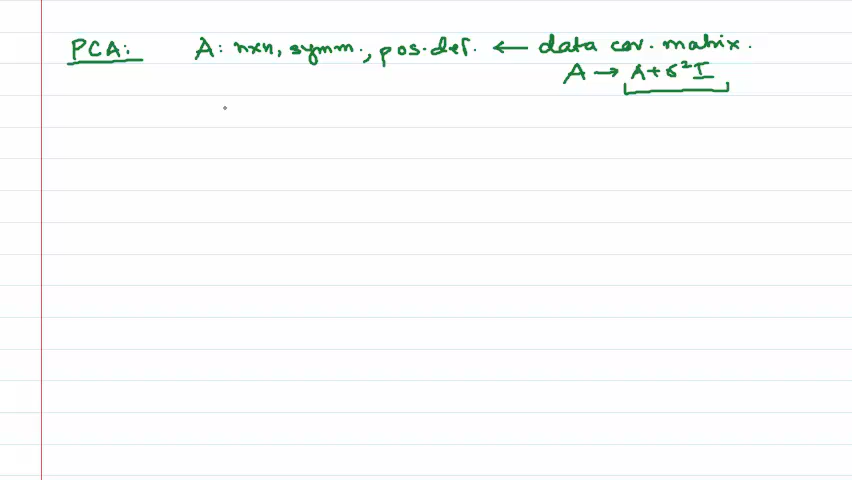 PCA: A: nxn, symm., pos.def. ← data cov. matrix.
A → A + σ²I